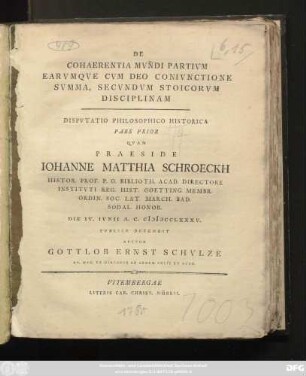 DE
COHAERENTIA MVNDI PARTIVM
EARVMQVE CVM DEO CONIVNCTIONE
SVMMA, SECVNDVM STOICORVM
DISCIPLINAM
DISPVTATIO PHILOSOPHICO HISTORICA
PARS PRIOR
QVAM
PRAESIDE
IOHANNE MATTHIA SCHROECKH
HISTOR. PROF. P. O. BIBLIOTH. ACAD. DIRECTORE
INSTITVTI REG. HIST. GOETTING. MEMBR.
ORDIN. SOC. LAT. MARCH. BAD.
SODAL. HONOR.
DIE IV. IVNII A. C. CIƆIƆCCLXXXV.
PVBLICE DEFENDET
AVCTOR
GOTTLOB ERNST SCHVLZE
VITEMBERGAE
LITERIS CAR. CHRIST. DÜRRII.
1785